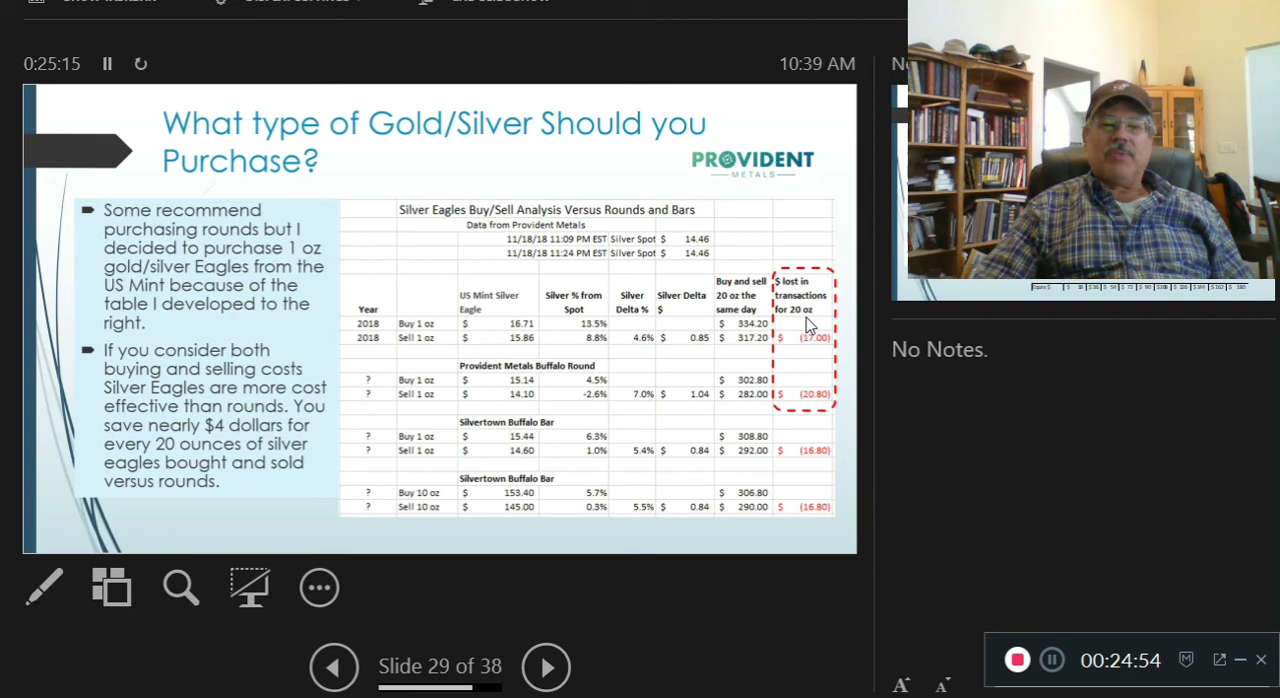 0:25:15
10:39 AM
What type of Gold/Silver Should you
Purchase?
PROVIDENT
METALS
Some recommend
purchasing rounds but I
decided to purchase 1 oz
gold/silver Eagles from the
US Mint because of the
table I developed to the
right.
If you consider both
buying and selling costs
Silver Eagles are more cost
effective than rounds. You
save nearly $4 dollars for
every 20 ounces of silver
eagles bought and sold
versus rounds.
Silver Eagles Buy/Sell Analysis Versus Rounds and Bars
Data from Provident Metals
11/18/18 11:09 PM EST Silver Spot $ 14.46
11/18/18 11:24 PM EST Silver Spot $ 14.46
Buy and sell $ lost in
US Mint Silver Silver % from Silver Silver Delta 20 oz the transactions
Year Eagle Spot Delta % $ same day for 20 oz
2018 Buy 1 oz $ 16.71 13.5% $ 334.20
2018 Sell 1 oz $ 15.86 8.8% 4.6% $ 0.85 $ 317.20 $ (17.00)
Provident Metals Buffalo Round
? Buy 1 oz $ 15.14 4.5% $ 302.80
? Sell 1 oz $ 14.10 -2.6% 7.0% $ 1.04 $ 282.00 $ (20.80)
Silvertown Buffalo Bar
? Buy 1 oz $ 15.44 6.3% $ 308.80
? Sell 1 oz $ 14.60 1.0% 5.4% $ 0.84 $ 292.00 $ (16.80)
Silvertown Buffalo Bar
? Buy 10 oz $ 153.40 5.7% $ 306.80
? Sell 10 oz $ 145.00 0.3% 5.5% $ 0.84 $ 290.00 $ (16.80)
No Notes.
Slide 29 of 38
00:24:54
A A